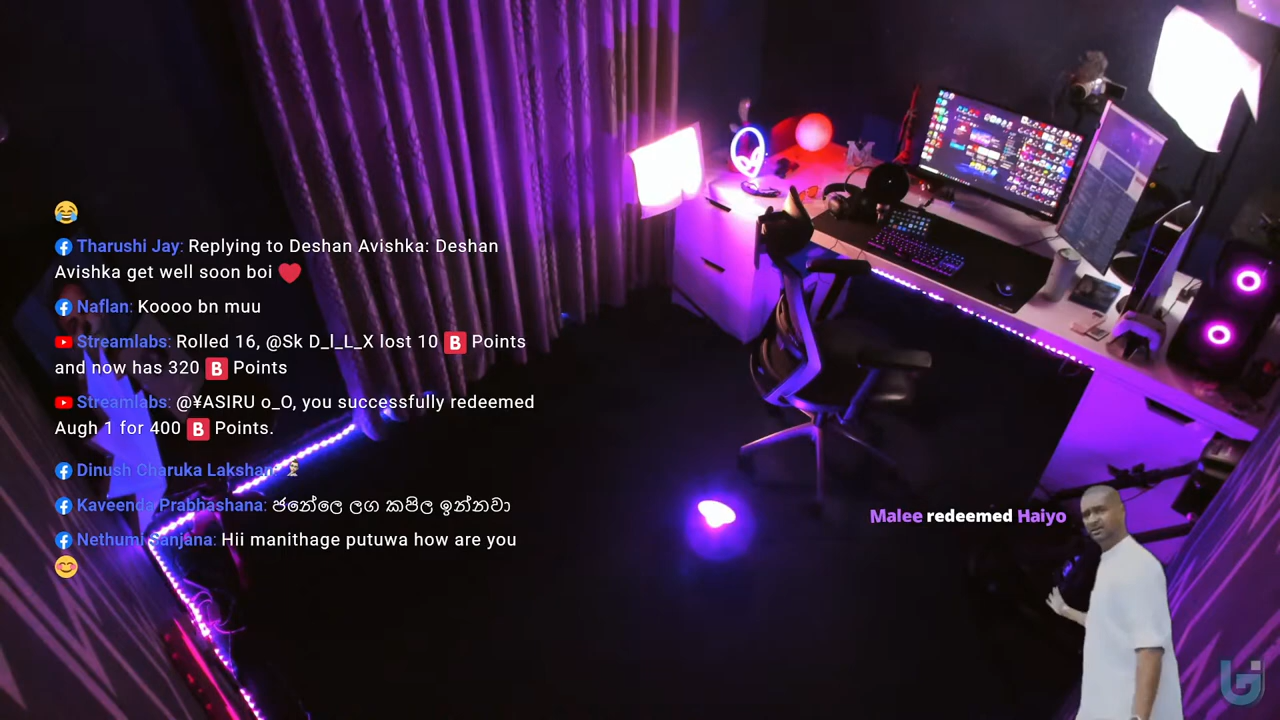 😂
Tharushi Jay: Replying to Deshan Avishka: Deshan
Avishka get well soon boi ❤️
Naflan: Koooo bn muu
Streamlabs: Rolled 16, @Sk D_l_L_X lost 10 B Points
and now has 320 B Points
Streamlabs: @¥ASIRU o_O, you successfully redeemed
Augh 1 for 400 B Points.
Dinush Charuka Lakshan:
Kaveenda Prabhashana: ජනේලෙ ලග කපිල ඉන්නවා
Nethumi Sanjana: Hii manithage putuwa how are you
😊
Malee redeemed Haiyo